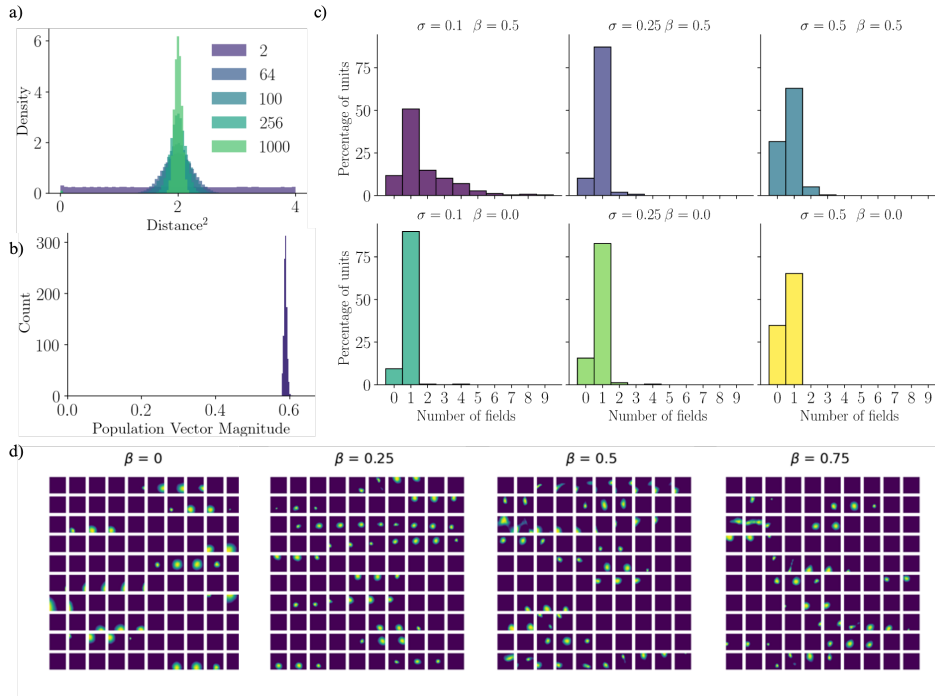 a)
6
4
2
0
Density
2
64
100
256
1000
0 2 4
Distance²
b)
300
200
100
0
Count
0.0 0.2 0.4 0.6
Population Vector Magnitude
c)
σ = 0.1 β = 0.5
σ = 0.25 β = 0.5
σ = 0.5 β = 0.5
75
50
25
0
Percentage of units
σ = 0.1 β = 0.0
σ = 0.25 β = 0.0
σ = 0.5 β = 0.0
75
50
25
0
Percentage of units
0 1 2 3 4 5 6 7 8 9
0 1 2 3 4 5 6 7 8 9
0 1 2 3 4 5 6 7 8 9
Number of fields
Number of fields
Number of fields
d)
β = 0
β = 0.25
β = 0.5
β = 0.75